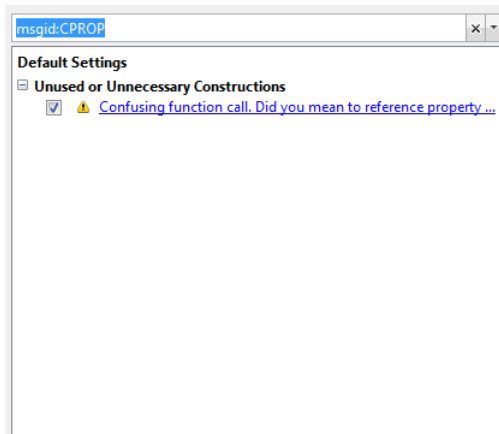 msgid:CPROP
Default Settings
Unused or Unnecessary Constructions
Confusing function call. Did you mean to reference property ...